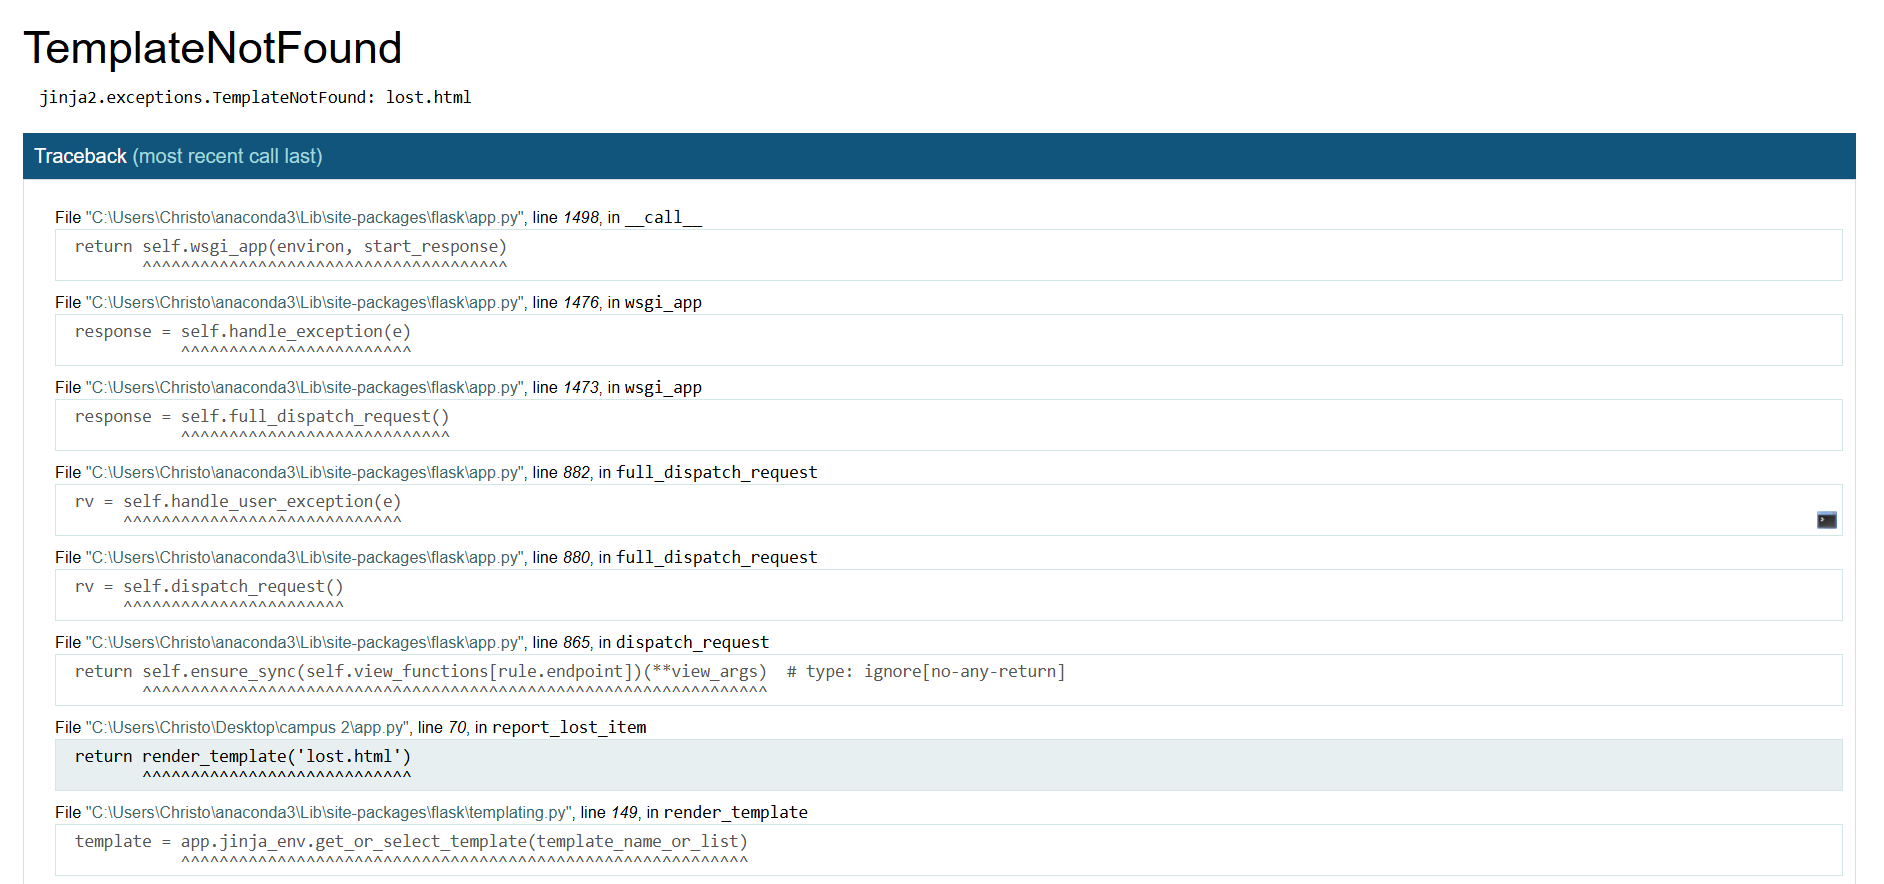 TemplateNotFound
jinja2.exceptions.TemplateNotFound: lost.html
Traceback (most recent call last)
File "C:\Users\Christo\anaconda3\Lib\site-packages\flask\app.py", line 1498, in __call__
return self.wsgi_app(environ, start_response)
^^^^^^^^^^^^^^^^^^^^^^^^^^^^^^^^^^^^^^
File "C:\Users\Christo\anaconda3\Lib\site-packages\flask\app.py", line 1476, in wsgi_app
response = self.handle_exception(e)
^^^^^^^^^^^^^^^^^^^^^^^^
File "C:\Users\Christo\anaconda3\Lib\site-packages\flask\app.py", line 1473, in wsgi_app
response = self.full_dispatch_request()
^^^^^^^^^^^^^^^^^^^^^^^^^^^^
File "C:\Users\Christo\anaconda3\Lib\site-packages\flask\app.py", line 882, in full_dispatch_request
rv = self.handle_user_exception(e)
^^^^^^^^^^^^^^^^^^^^^^^^^^^^^
File "C:\Users\Christo\anaconda3\Lib\site-packages\flask\app.py", line 880, in full_dispatch_request
rv = self.dispatch_request()
^^^^^^^^^^^^^^^^^^^^^^^
File "C:\Users\Christo\anaconda3\Lib\site-packages\flask\app.py", line 865, in dispatch_request
return self.ensure_sync(self.view_functions[rule.endpoint])(**view_args)  # type: ignore[no-any-return]
^^^^^^^^^^^^^^^^^^^^^^^^^^^^^^^^^^^^^^^^^^^^^^^^^^^^^^^^^^^^^^^^^
File "C:\Users\Christo\Desktop\campus 2\app.py", line 70, in report_lost_item
return render_template('lost.html')
^^^^^^^^^^^^^^^^^^^^^^^^^^^^
File "C:\Users\Christo\anaconda3\Lib\site-packages\flask\templating.py", line 149, in render_template
template = app.jinja_env.get_or_select_template(template_name_or_list)
^^^^^^^^^^^^^^^^^^^^^^^^^^^^^^^^^^^^^^^^^^^^^^^^^^^^^^^^^^^